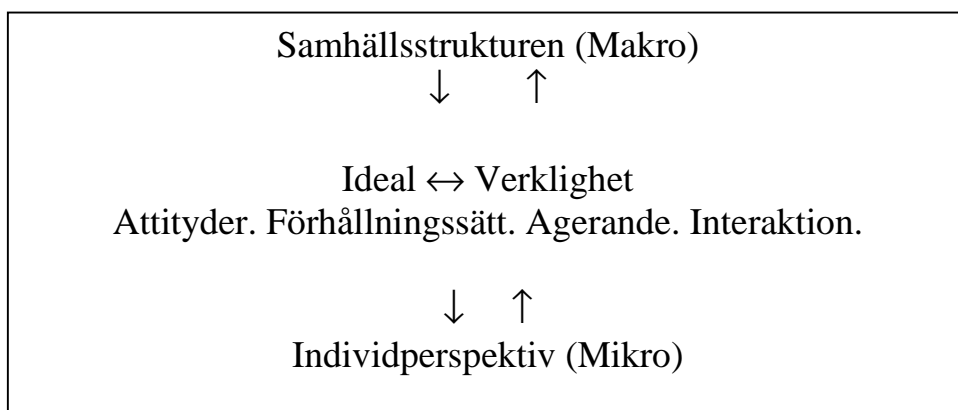 Samhällsstrukturen (Makro)
↓ ↑
Ideal ↔ Verklighet
Attityder. Förhållningssätt. Agerande. Interaktion.
↓ ↑
Individperspektiv (Mikro)